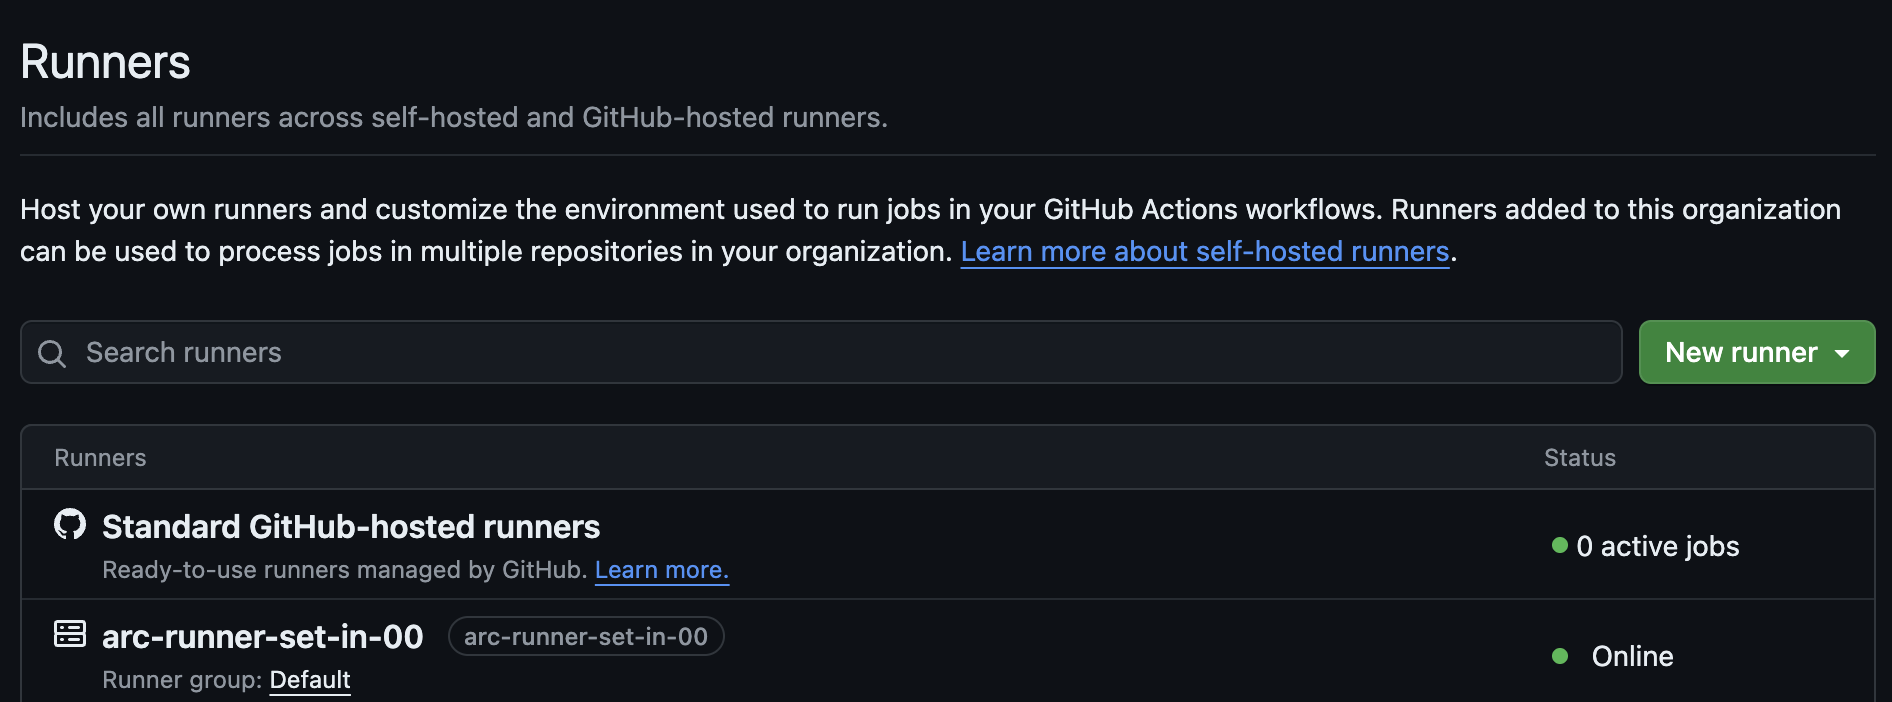 Runners
Includes all runners across self-hosted and GitHub-hosted runners.
Host your own runners and customize the environment used to run jobs in your GitHub Actions workflows. Runners added to this organization
can be used to process jobs in multiple repositories in your organization. Learn more about self-hosted runners.
Search runners
New runner
Runners Status
Standard GitHub-hosted runners
Ready-to-use runners managed by GitHub. Learn more.
0 active jobs
arc-runner-set-in-00 arc-runner-set-in-00
Runner group: Default
Online